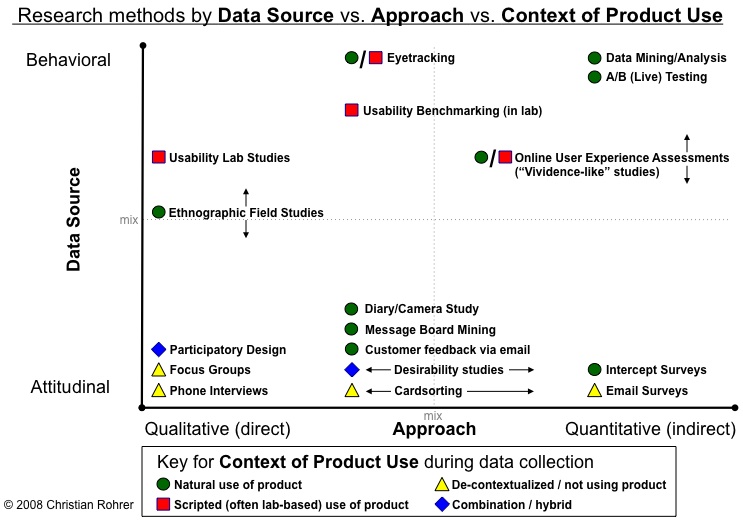 Research methods by Data Source vs. Approach vs. Context of Product Use
Behavioral
/ Eyetracking
Data Mining/Analysis
A/B (Live) Testing
Usability Benchmarking (in lab)
Usability Lab Studies
/ Online User Experience Assessments
("Vividence-like" studies)
Data Source
Ethnographic Field Studies
mix
Diary/Camera Study
Message Board Mining
Participatory Design
Customer feedback via email
Focus Groups
Desirability studies
Intercept Surveys
Attitudinal
Phone Interviews
Cardsorting
Email Surveys
mix
Qualitative (direct)
Approach
Quantitative (indirect)
Key for Context of Product Use during data collection
Natural use of product
De-contextualized / not using product
Scripted (often lab-based) use of product
Combination / hybrid
© 2008 Christian Rohrer